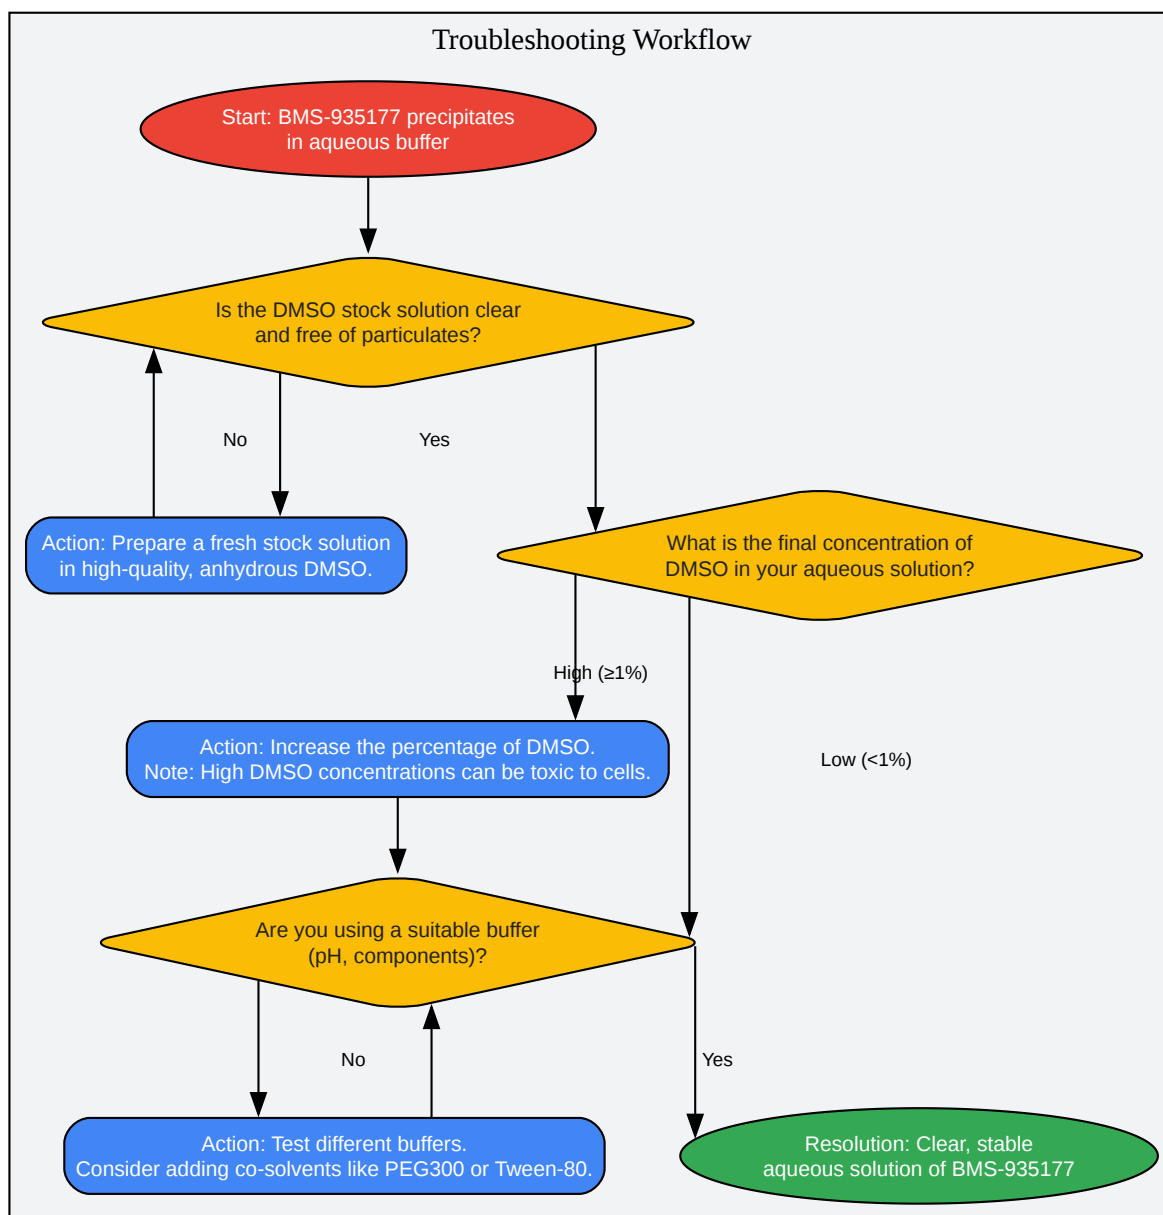 Troubleshooting Workflow
Start: BMS-935177 precipitates
in aqueous buffer
Is the DMSO stock solution clear
and free of particulates?
No
Yes
Action: Prepare a fresh stock solution
in high-quality, anhydrous DMSO.
What is the final concentration of
DMSO in your aqueous solution?
High (≥1%)
Action: Increase the percentage of DMSO.
Note: High DMSO concentrations can be toxic to cells.
Low (<1%)
Are you using a suitable buffer
(pH, components)?
No
Yes
Action: Test different buffers.
Consider adding co-solvents like PEG300 or Tween-80.
Resolution: Clear, stable
aqueous solution of BMS-935177